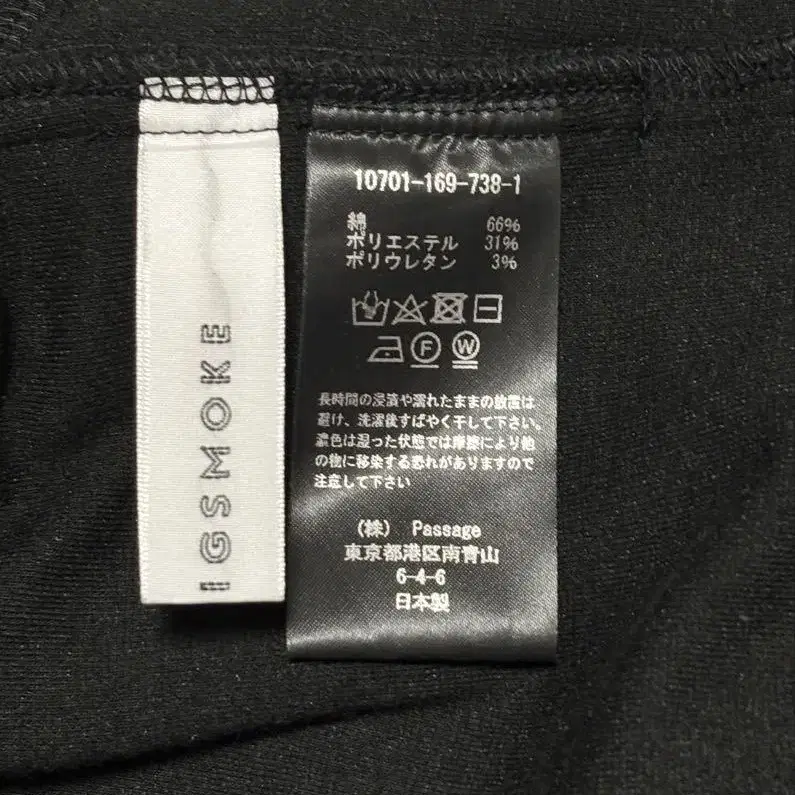 IGSMOKE
10701-169-738-1
綿 66%
ポリエステル 31%
ポリウレタン 3%
F W
長時間の浸漬や濡れたままの放置は
避け、洗濯後すばやく干して下さい。
濃色は湿った状態では摩擦により他
の物に移染する恐れがありますので
注意して下さい
(株) Passage
東京都港区南青山
6-4-6
日本製